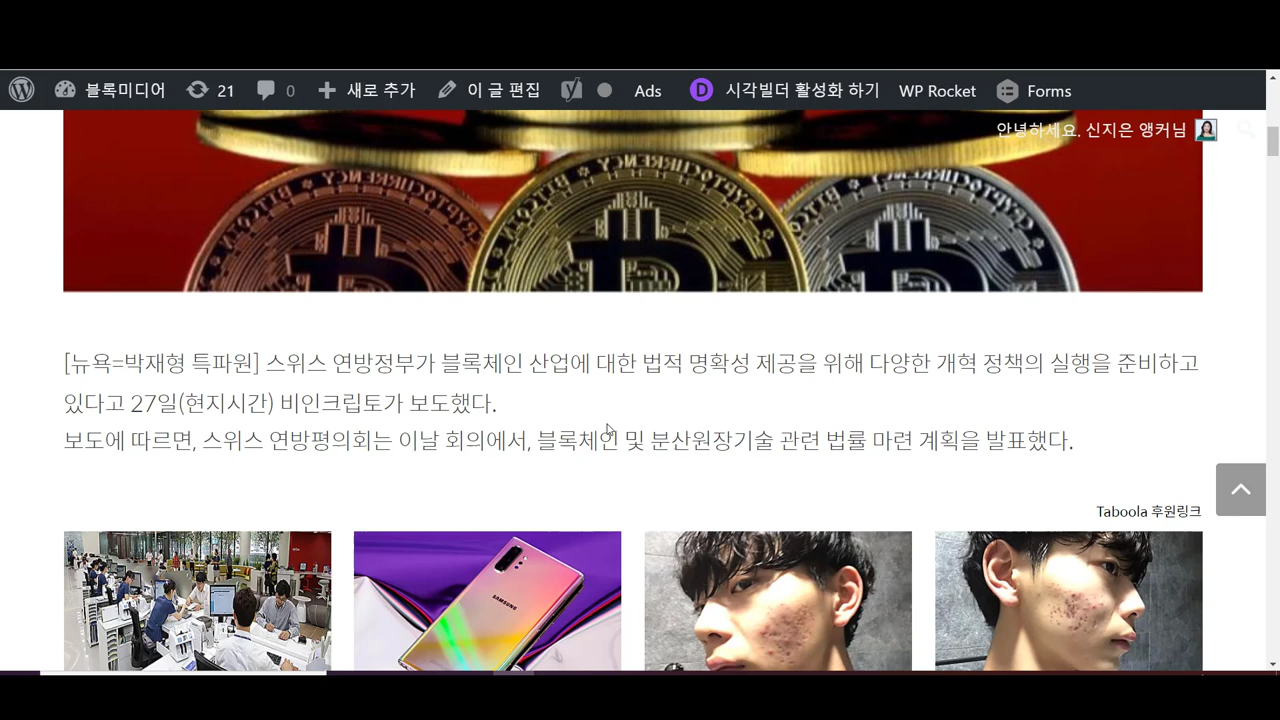 블록미디어 21 0 새로 추가 이 글 편집 Ads D 시각빌더 활성화 하기 WP Rocket Forms
안녕하세요. 신지은 앵커님
BITCOIN CRYPTOCURRENCY BITCOIN CRYPTOCURRENCY BITCOIN CRYPTOCURRENCY
[뉴욕=박재형 특파원] 스위스 연방정부가 블록체인 산업에 대한 법적 명확성 제공을 위해 다양한 개혁 정책의 실행을 준비하고
있다고 27일(현지시간) 비인크립토가 보도했다.
보도에 따르면, 스위스 연방평의회는 이날 회의에서, 블록체인 및 분산원장기술 관련 법률 마련 계획을 발표했다.
Taboola 후원링크
SAMSUNG